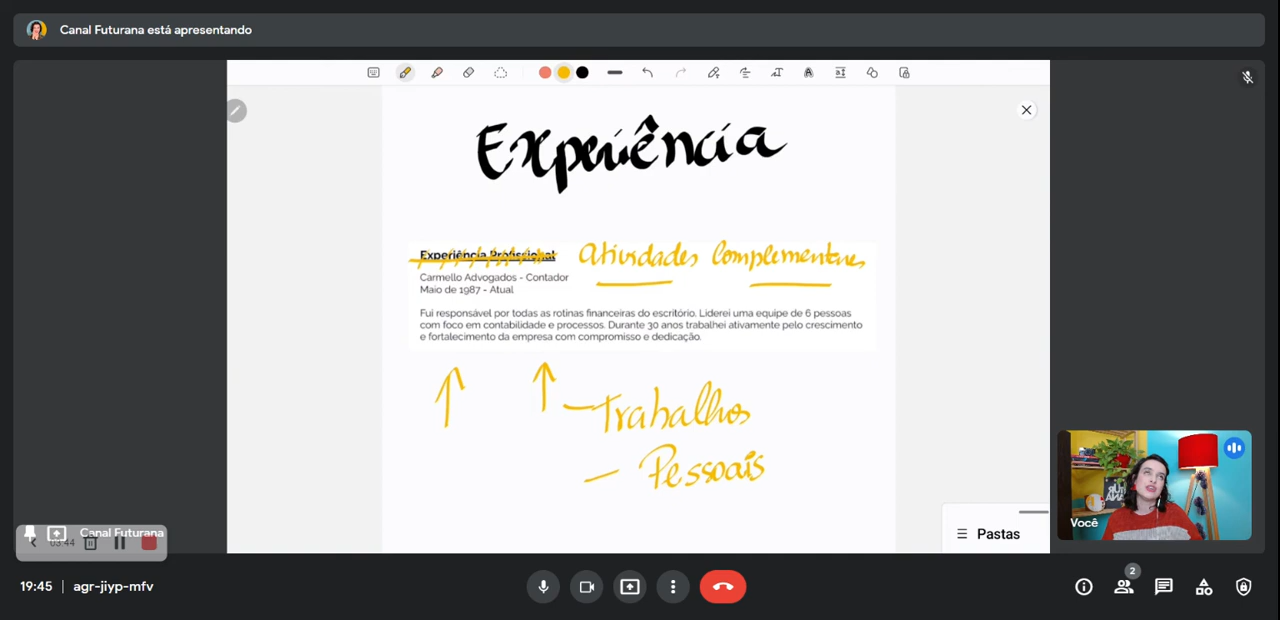 Canal Futurana está apresentando
Experiência
Experiência Profissional
atividades Complementares
Carmello Advogados - Contador
Maio de 1987 - Atual
Fui responsável por todas as rotinas financeiras do escritório. Liderei uma equipe de 6 pessoas
com foco em contabilidade e processos. Durante 30 anos trabalhei ativamente pelo crescimento
e fortalecimento da empresa com compromisso e dedicação.
- Trabalhos
- Pessoais
Pastas
Você
Canal Futurana
03:44
19:45 | agr-jiyp-mfv
2